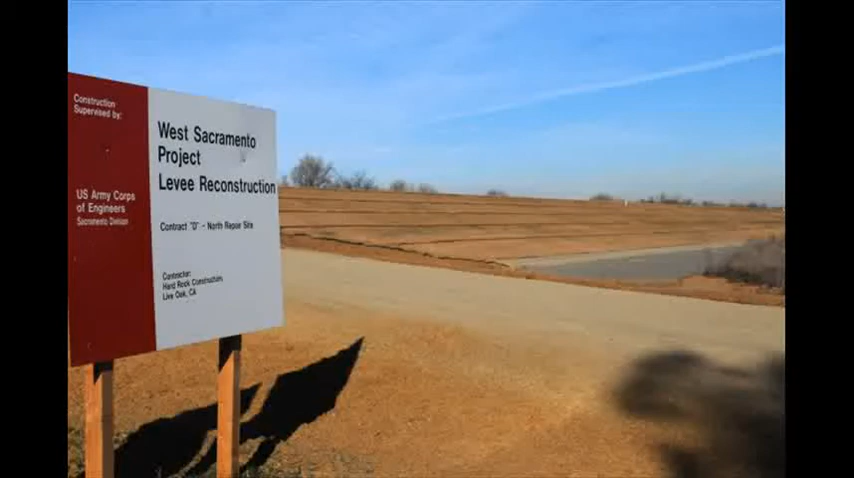 Construction
Supervised by:
US Army Corps
of Engineers
Sacramento Division
West Sacramento
Project
Levee Reconstruction
Contract "D" - North Repair Site
Contractor:
Hard Rock Construction
Live Oak, CA